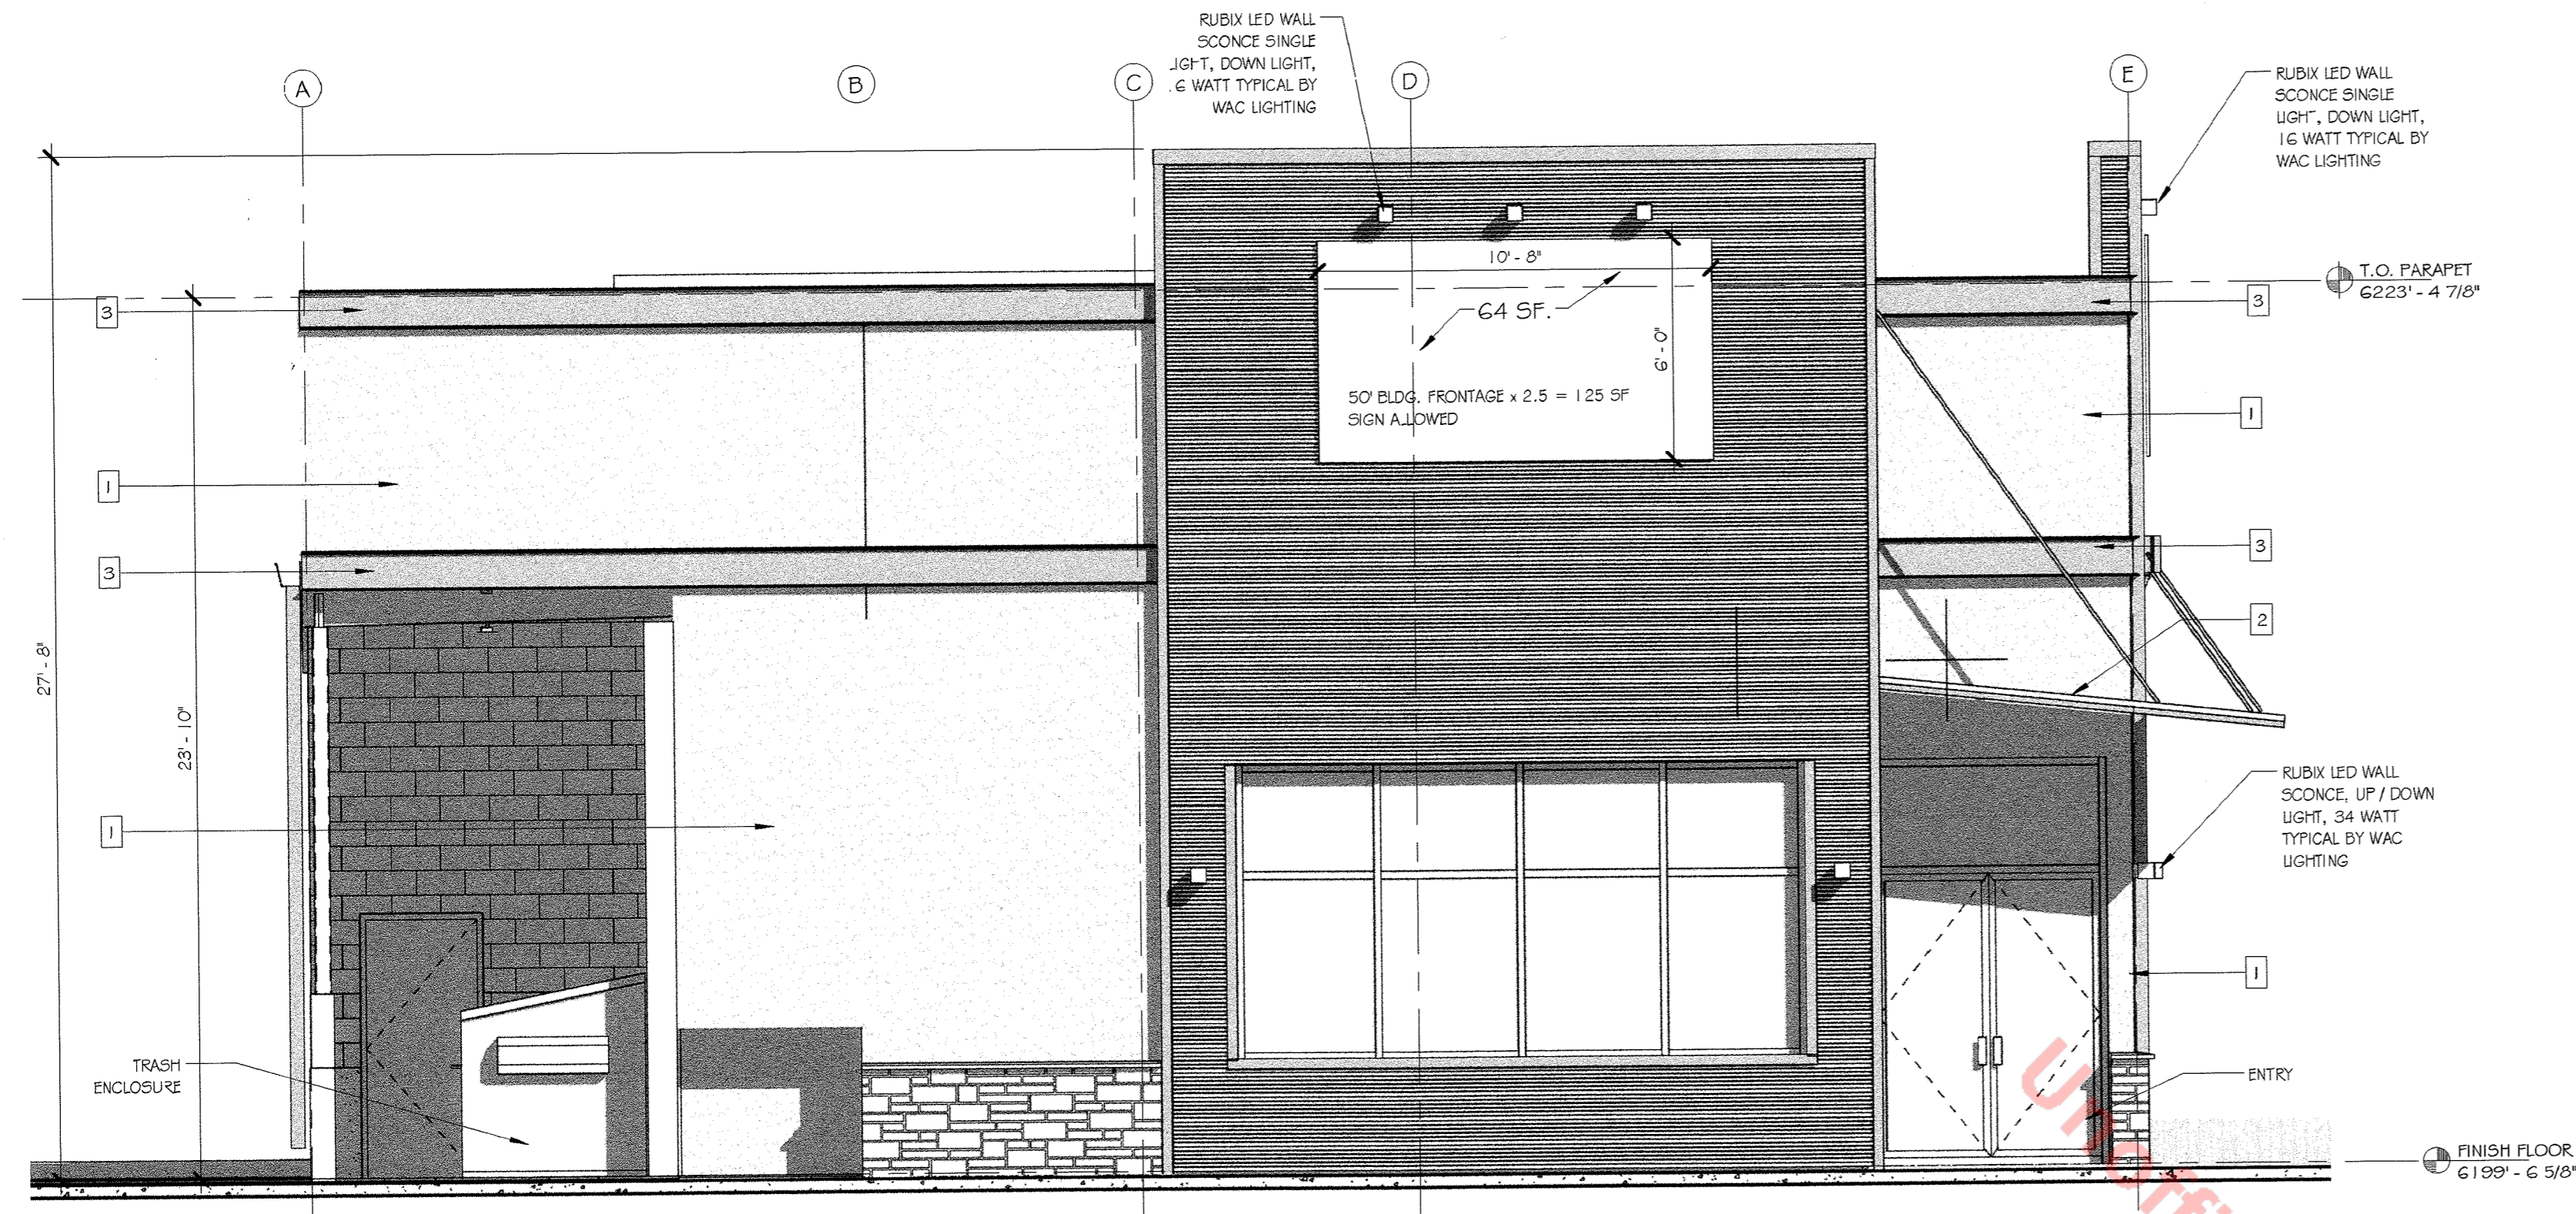 RUBIX LED WALL
SCONCE SINGLE
IGHT, DOWN LIGHT,
.6 WATT TYPICAL BY
WAC LIGHTING
A
B
C
D
E
RUBIX LED WALL
SCONCE SINGLE
LIGHT, DOWN LIGHT,
16 WATT TYPICAL BY
WAC LIGHTING
10' - 8"
T.O. PARAPET
6223' - 4 7/8"
3
64 SF.
3
6' - 0"
50' BLDG. FRONTAGE x 2.5 = 125 SF
SIGN ALLOWED
1
1
3
3
2
27' - 8"
23' - 10"
1
RUBIX LED WALL
SCONCE, UP / DOWN
LIGHT, 34 WATT
TYPICAL BY WAC
LIGHTING
1
TRASH
ENCLOSURE
ENTRY
FINISH FLOOR
6199' - 6 5/8"
Unoff